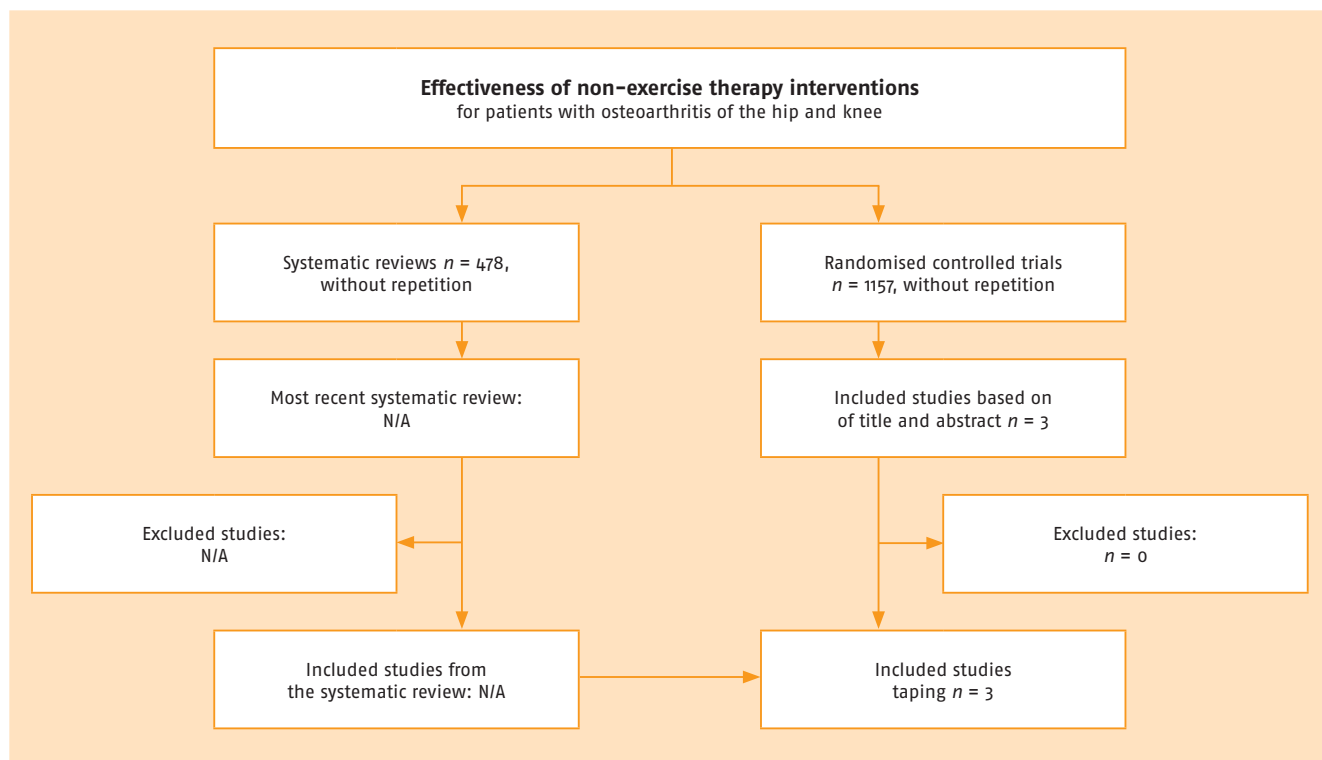 Effectiveness of non-exercise therapy interventions
for patients with osteoarthritis of the hip and knee
Systematic reviews n = 478,
without repetition
Randomised controlled trials
n = 1157, without repetition
Most recent systematic review:
N/A
Included studies based on
of title and abstract n = 3
Excluded studies:
N/A
Excluded studies:
n = 0
Included studies from
the systematic review: N/A
Included studies
taping n = 3